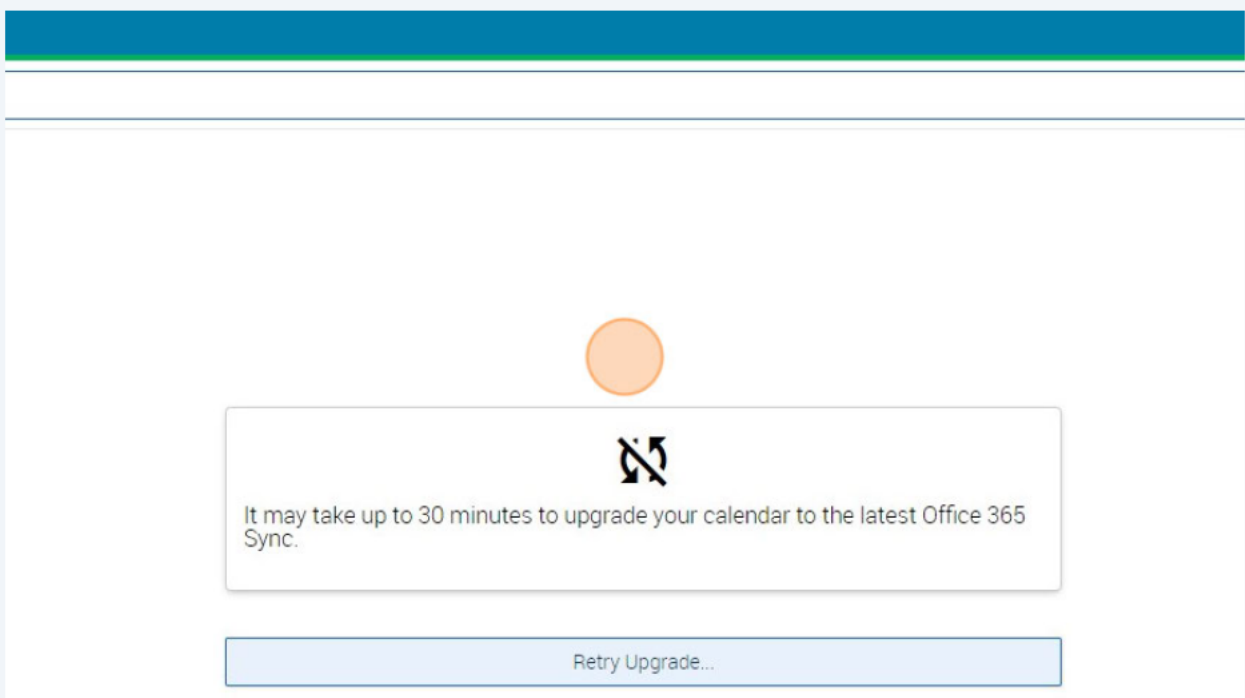 It may take up to 30 minutes to upgrade your calendar to the latest Office 365
Sync.
Retry Upgrade...